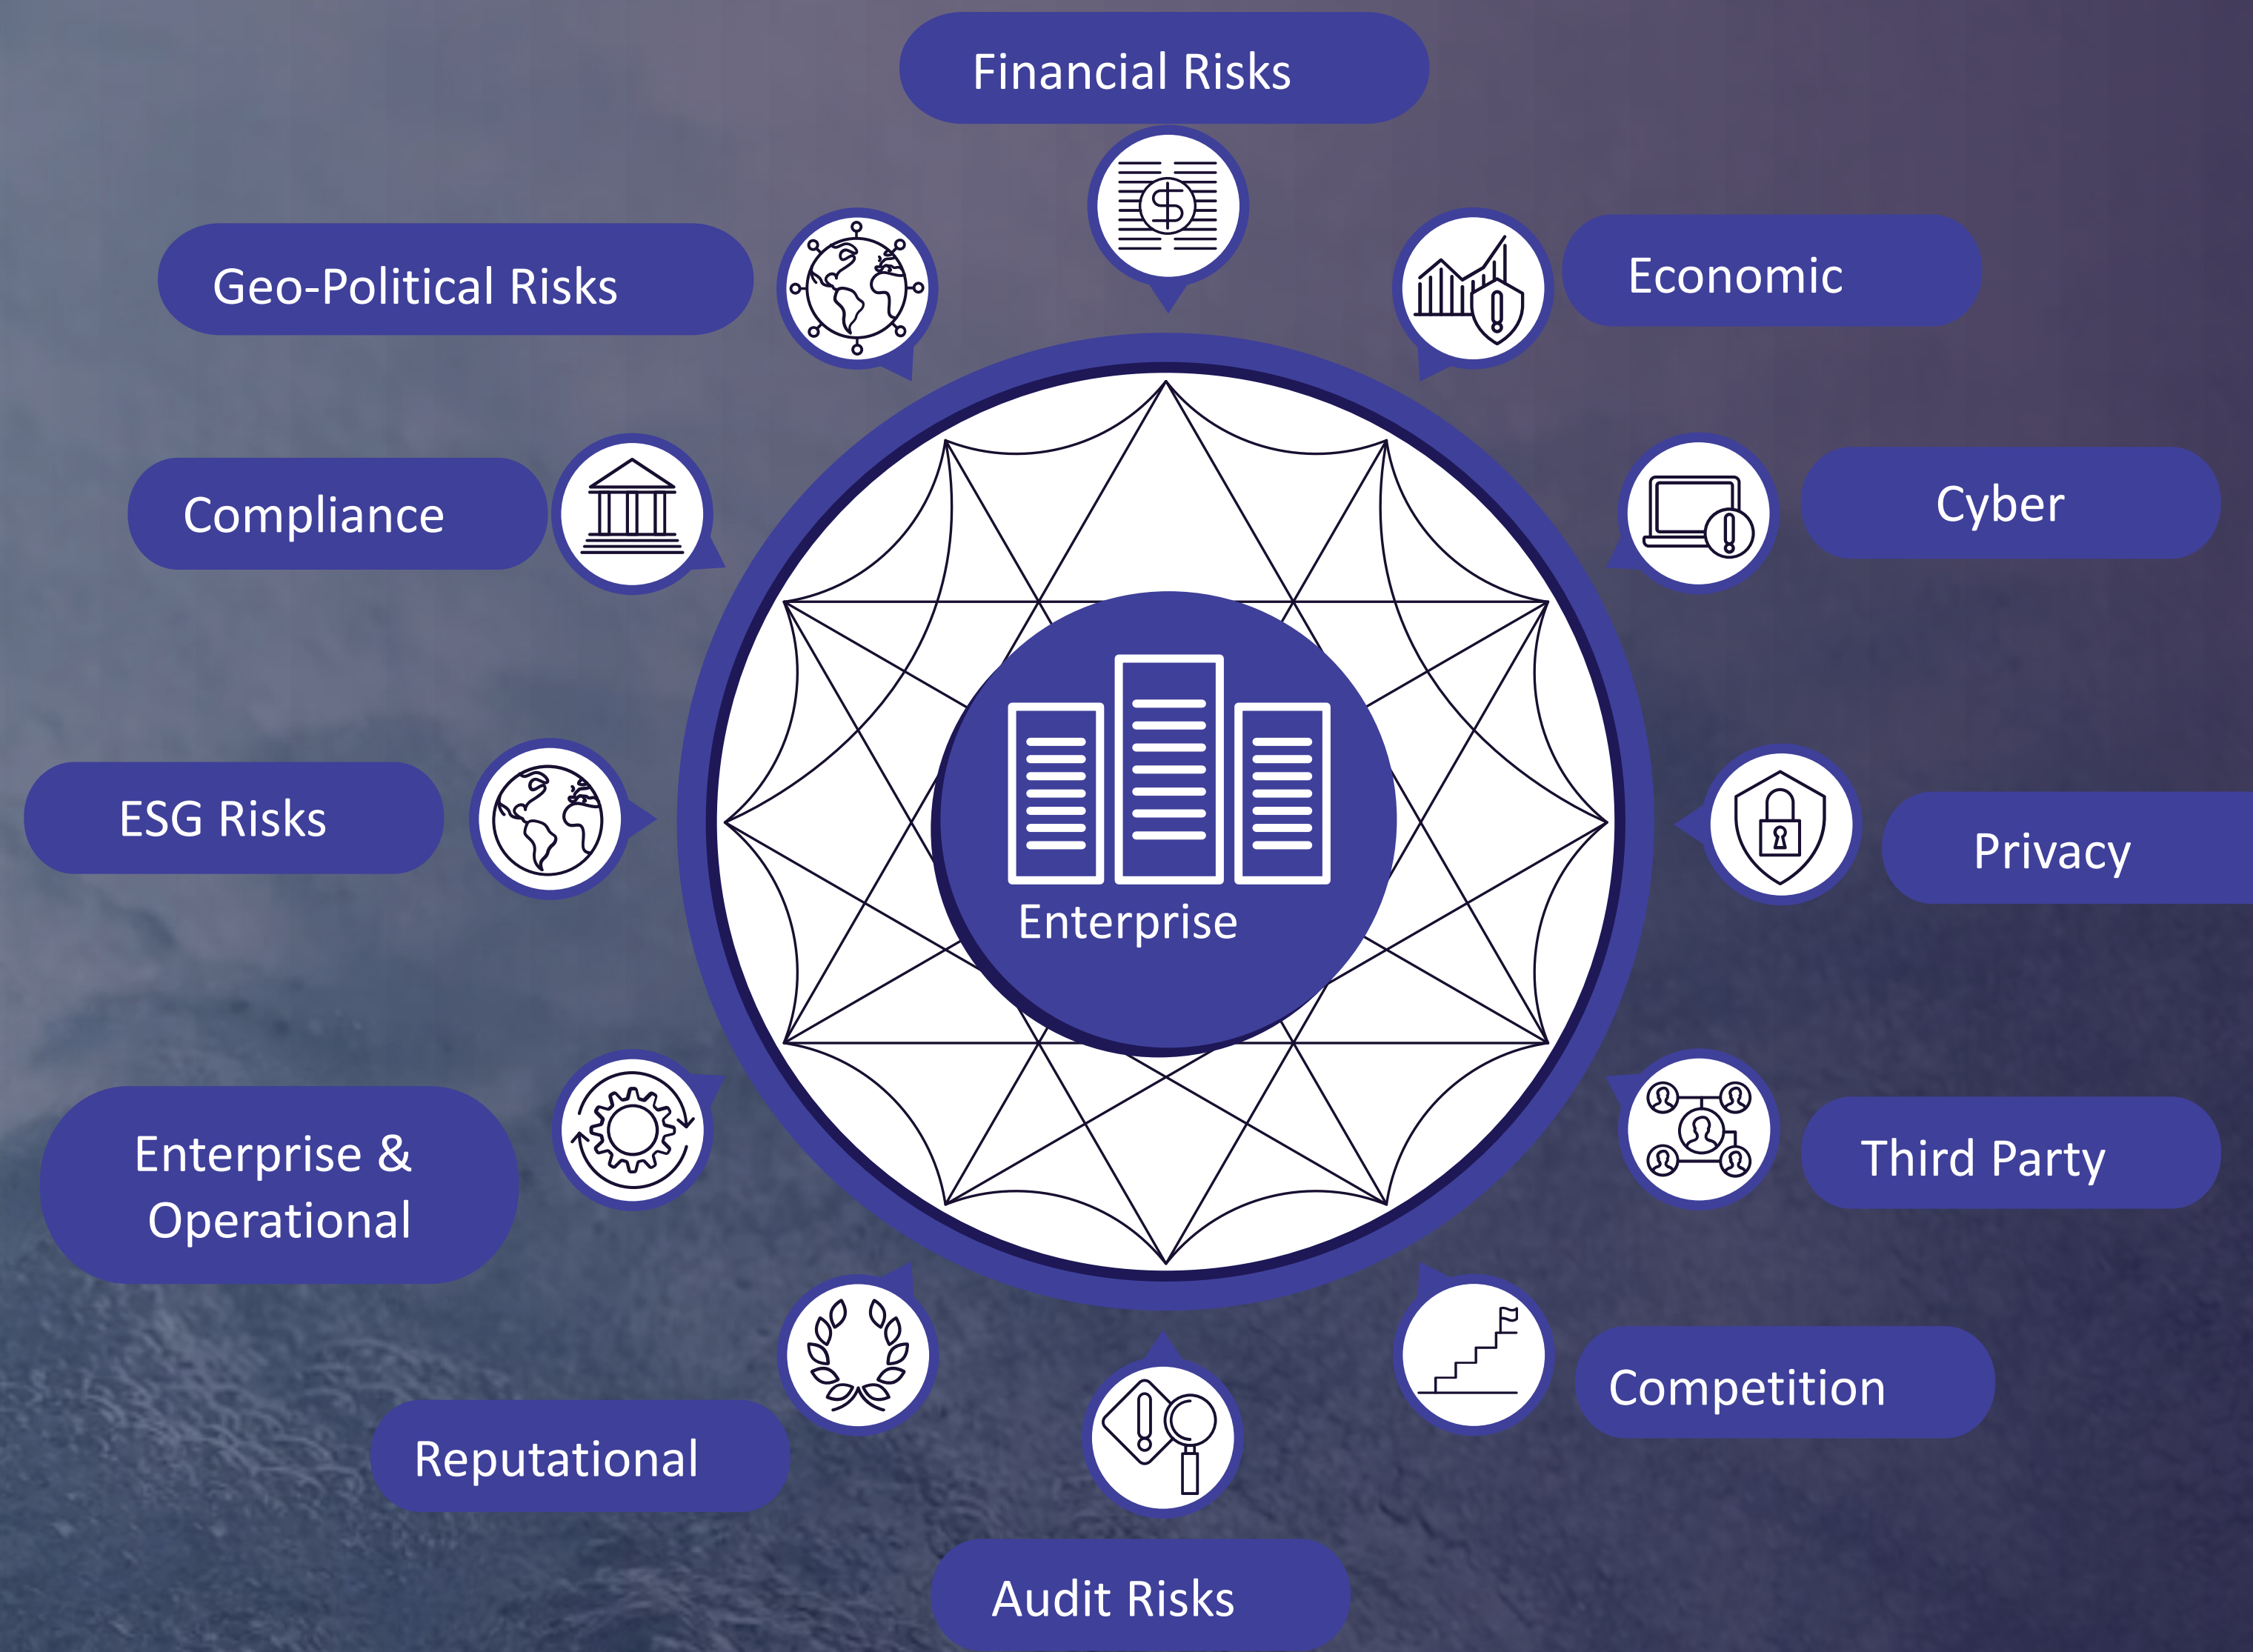 Financial Risks
Geo-Political Risks
Economic
Compliance
Cyber
ESG Risks
Privacy
Enterprise
Enterprise &
Operational
Third Party
Competition
Reputational
Audit Risks